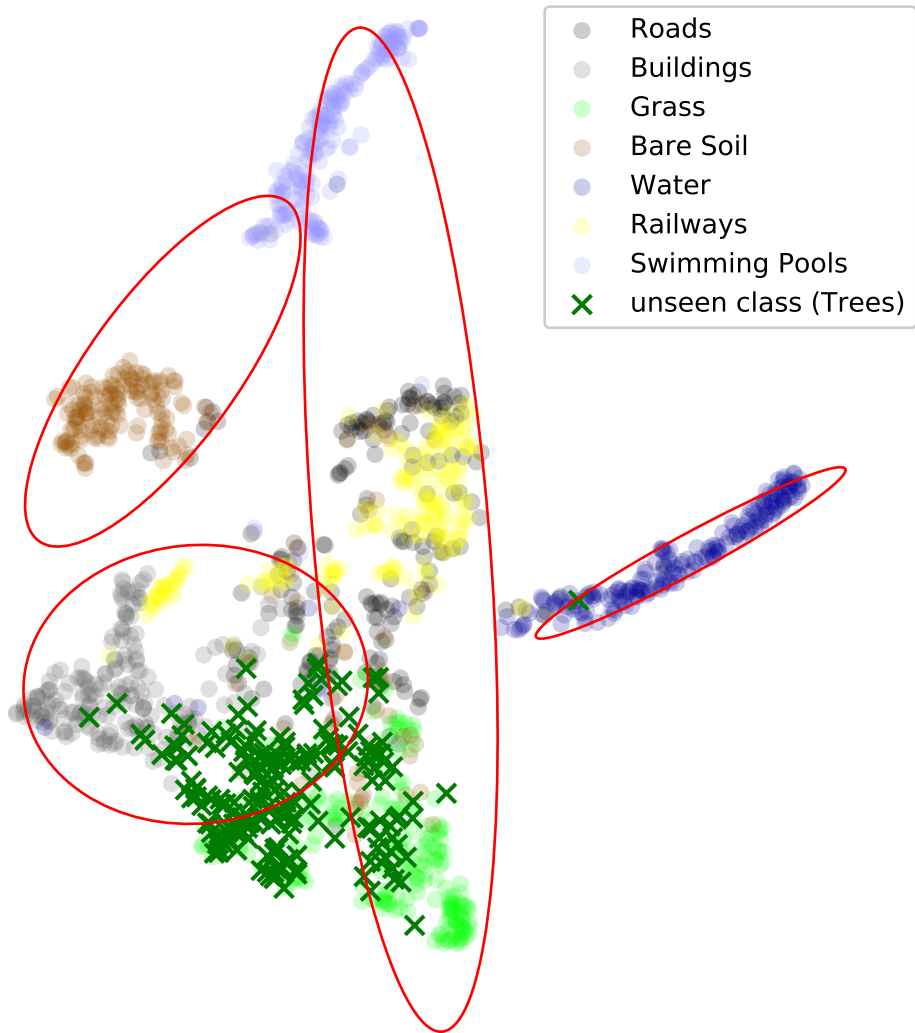 Roads
Buildings
Grass
Bare Soil
Water
Railways
Swimming Pools
unseen class (Trees)